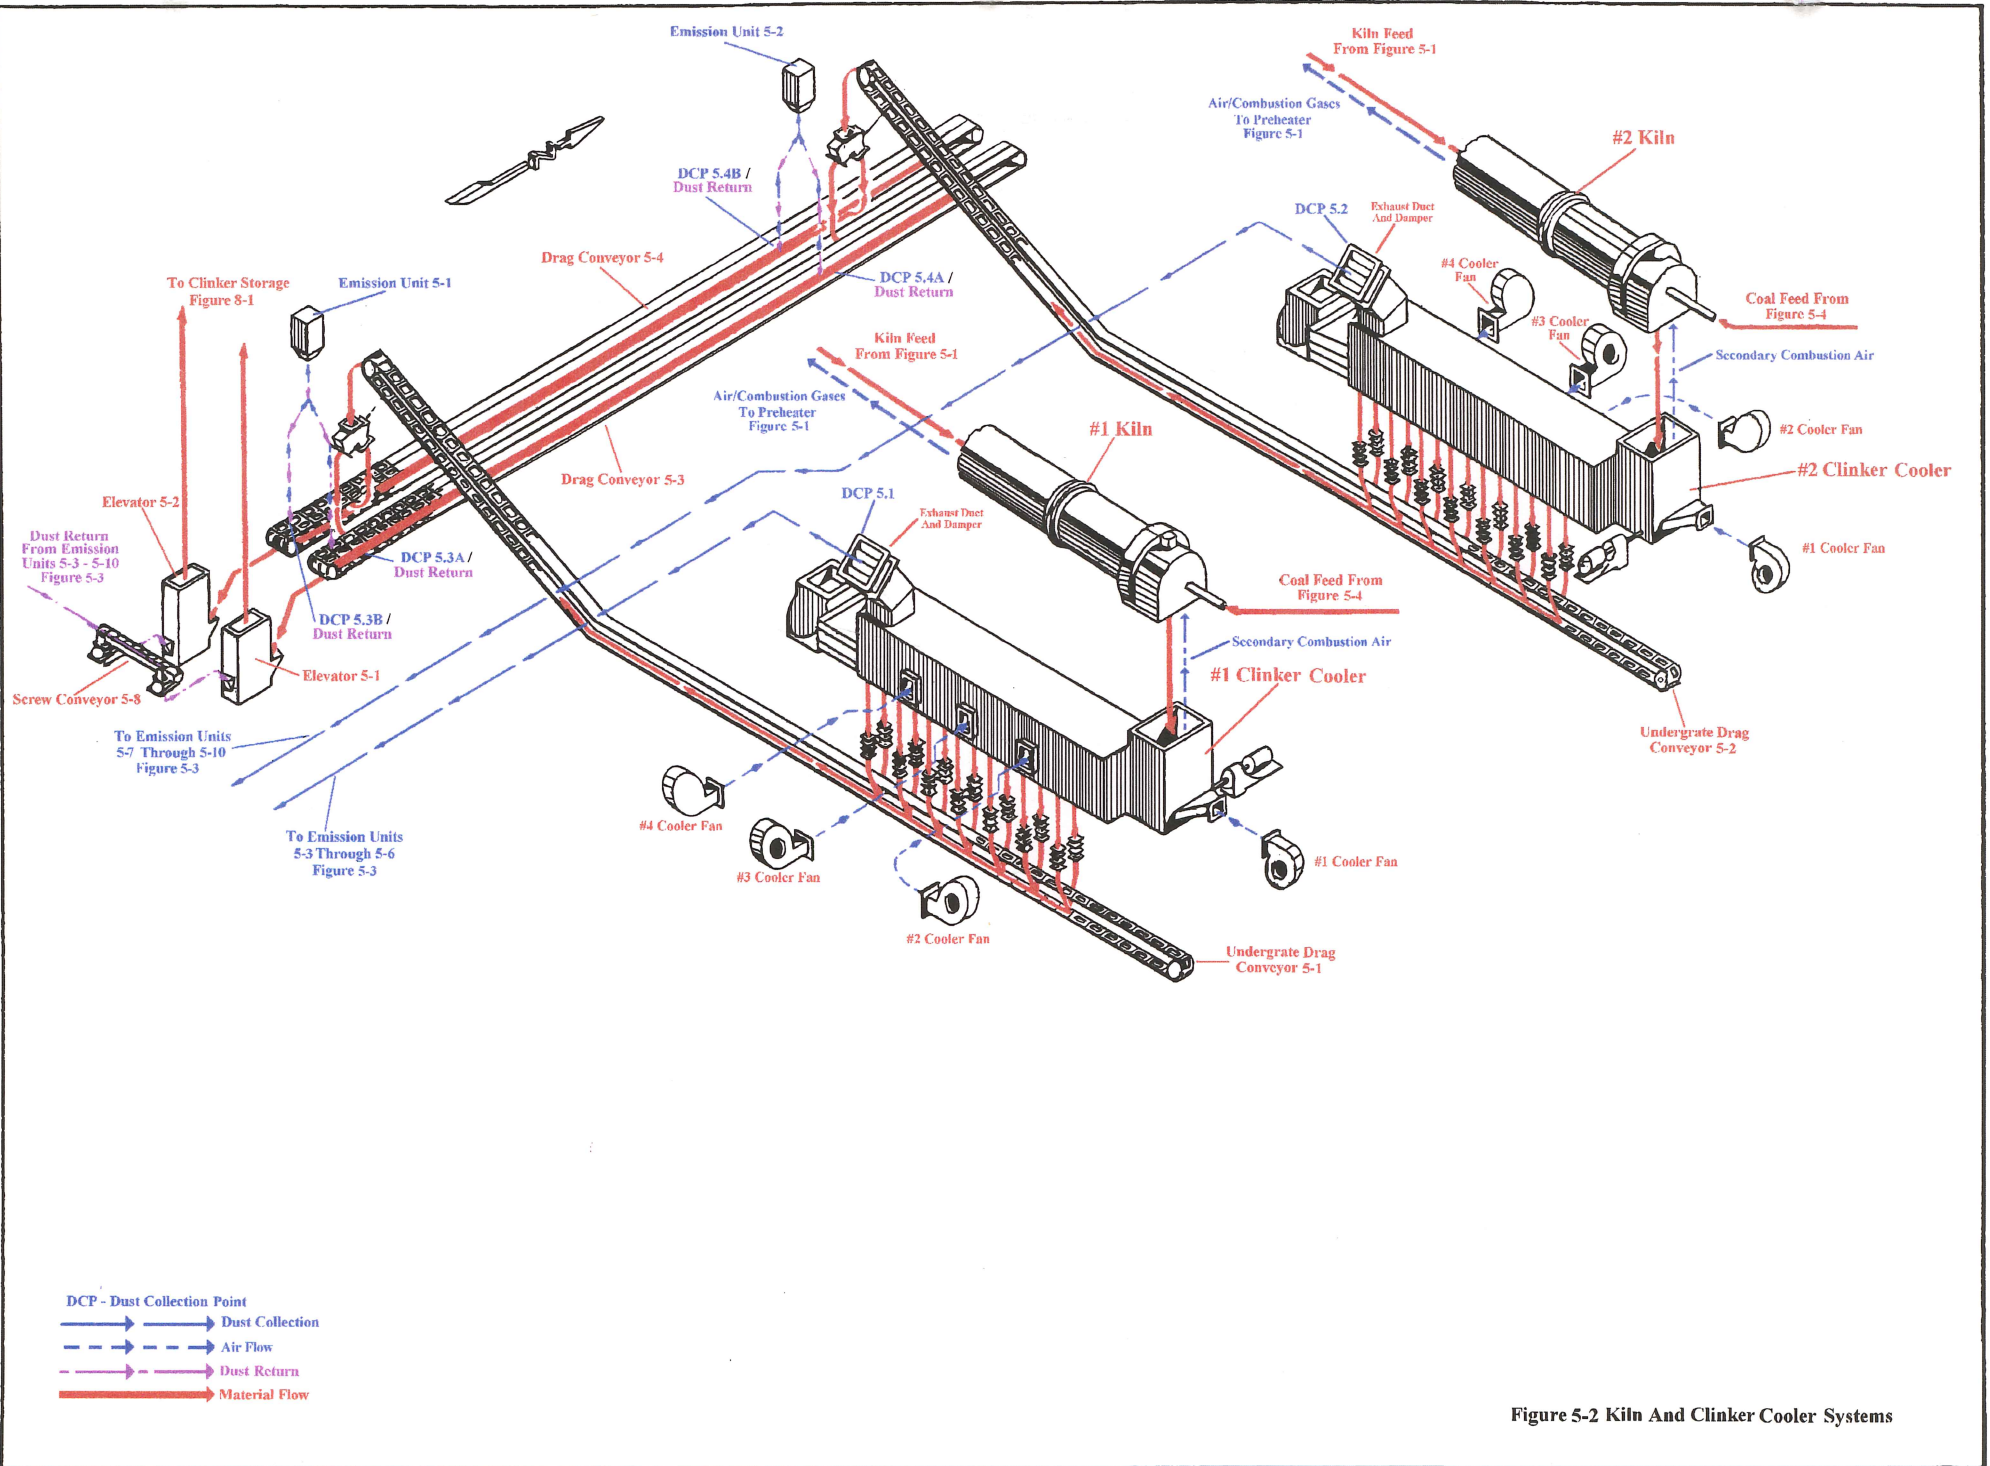 Emission Unit 5-2
Kiln Feed
From Figure 5-1
Air/Combustion Gases
To Preheater
Figure 5-1
#2 Kiln
N
DCP 5.4B /
Dust Return
DCP 5.2
Exhaust Duct
And Damper
Drag Conveyor 5-4
#4 Cooler
Fan
To Clinker Storage
Figure 8-1
Emission Unit 5-1
DCP 5.4A /
Dust Return
#3 Cooler
Fan
Coal Feed From
Figure 5-4
Kiln Feed
From Figure 5-1
Secondary Combustion Air
Air/Combustion Gases
To Preheater
Figure 5-1
#1 Kiln
#2 Cooler Fan
#2 Clinker Cooler
Drag Conveyor 5-3
DCP 5.1
Exhaust Duct
And Damper
Elevator 5-2
Dust Return
From Emission
Units 5-3 - 5-10
Figure 5-3
DCP 5.3A /
Dust Return
#1 Cooler Fan
Coal Feed From
Figure 5-4
DCP 5.3B /
Dust Return
Secondary Combustion Air
Elevator 5-1
#1 Clinker Cooler
Screw Conveyor 5-8
To Emission Units
5-7 Through 5-10
Figure 5-3
Undergrate Drag
Conveyor 5-2
#4 Cooler Fan
To Emission Units
5-3 Through 5-6
Figure 5-3
#3 Cooler Fan
#1 Cooler Fan
#2 Cooler Fan
Undergrate Drag
Conveyor 5-1
DCP - Dust Collection Point
Dust Collection
Air Flow
Dust Return
Material Flow
Figure 5-2 Kiln And Clinker Cooler Systems